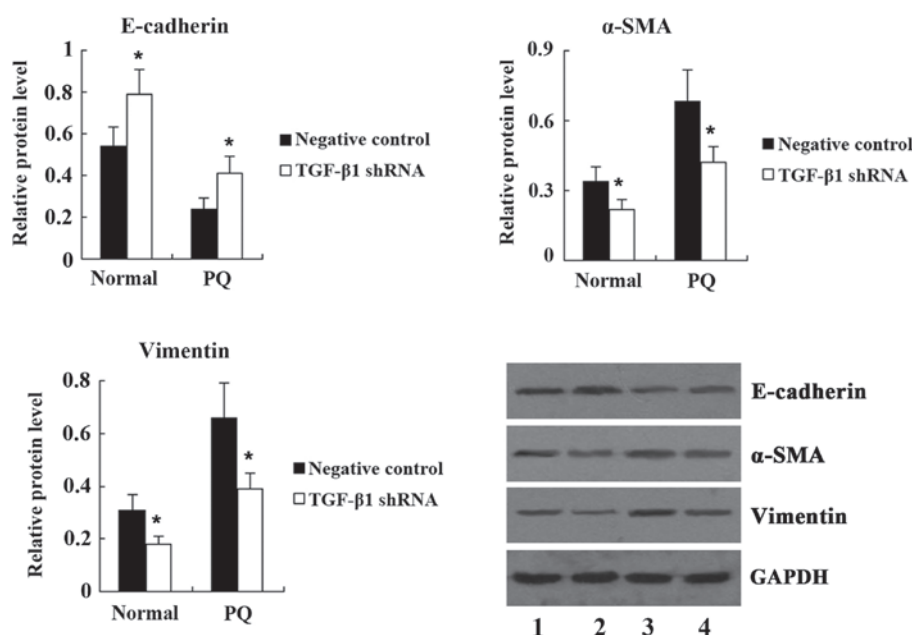 E-cadherin
Relative protein level
1
0.8
0.6
0.4
0.2
0
*
*
Normal
PQ
Negative control
TGF-β1 shRNA
α-SMA
Relative protein level
0.9
0.6
0.3
0
*
*
Normal
PQ
Negative control
TGF-β1 shRNA
Vimentin
Relative protein level
0.8
0.6
0.4
0.2
0
*
*
Normal
PQ
Negative control
TGF-β1 shRNA
E-cadherin
α-SMA
Vimentin
GAPDH
1 2 3 4